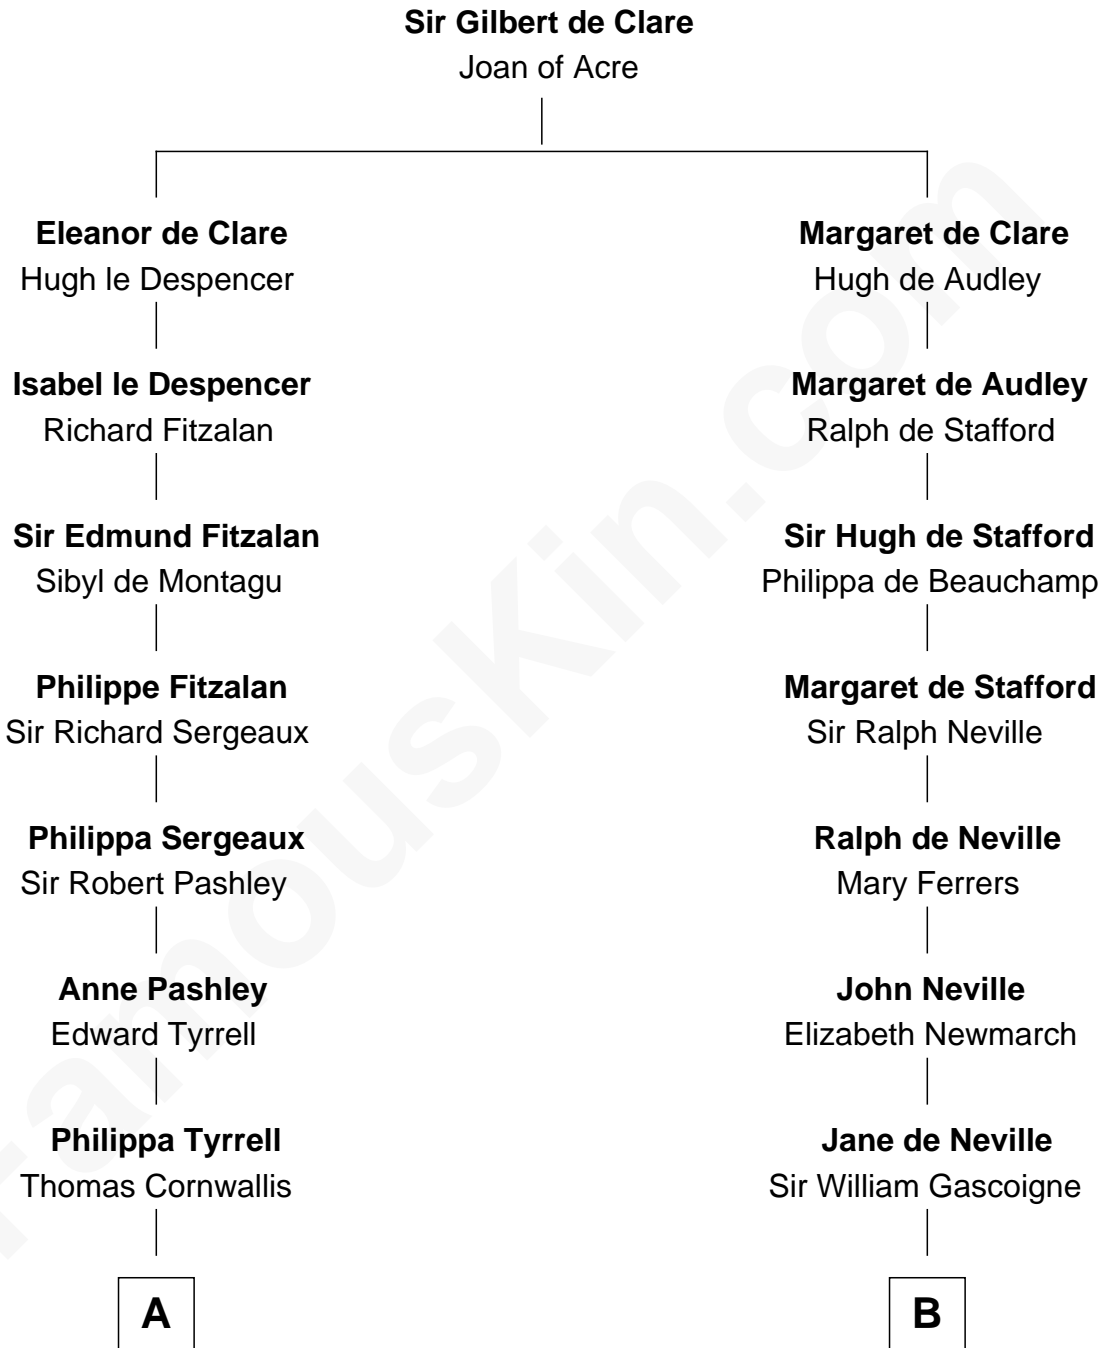 Sir Gilbert de Clare
Joan of Acre
Eleanor de Clare
Hugh le Despencer
Margaret de Clare
Hugh de Audley
Isabel le Despencer
Richard Fitzalan
Margaret de Audley
Ralph de Stafford
Sir Edmund Fitzalan
Sibyl de Montagu
Sir Hugh de Stafford
Philippa de Beauchamp
Philippe Fitzalan
Sir Richard Sergeaux
Margaret de Stafford
Sir Ralph Neville
Philippa Sergeaux
Sir Robert Pashley
Ralph de Neville
Mary Ferrers
Anne Pashley
Edward Tyrrell
John Neville
Elizabeth Newmarch
Philippa Tyrrell
Thomas Cornwallis
Jane de Neville
Sir William Gascoigne
A
B
FamousKin.com